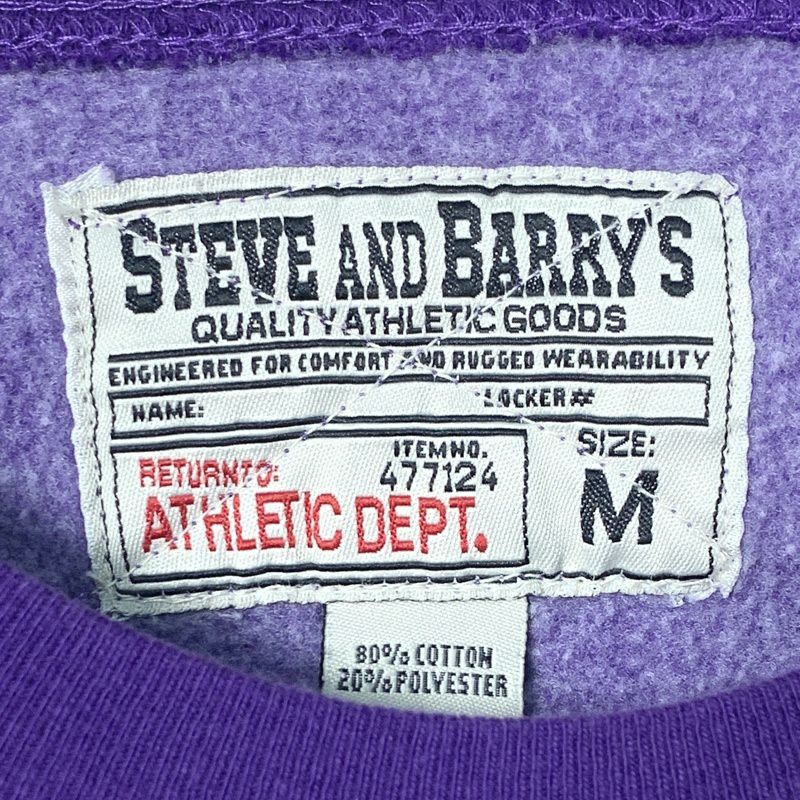 STEVE AND BARRY'S
QUALITY ATHLETIC GOODS
ENGINEERED FOR COMFORT AND RUGGED WEARABILITY
NAME: LOCKER#
RETURN TO: ITEM NO. 477124
ATHLETIC DEPT.
SIZE:
M
80% COTTON
20% POLYESTER